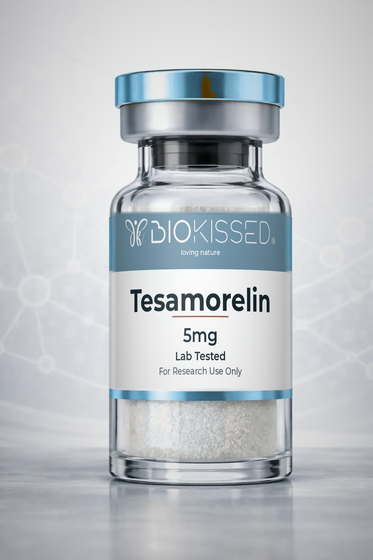 BIOKISSED®
loving nature
Tesamorelin
5mg
Lab Tested
For Research Use Only